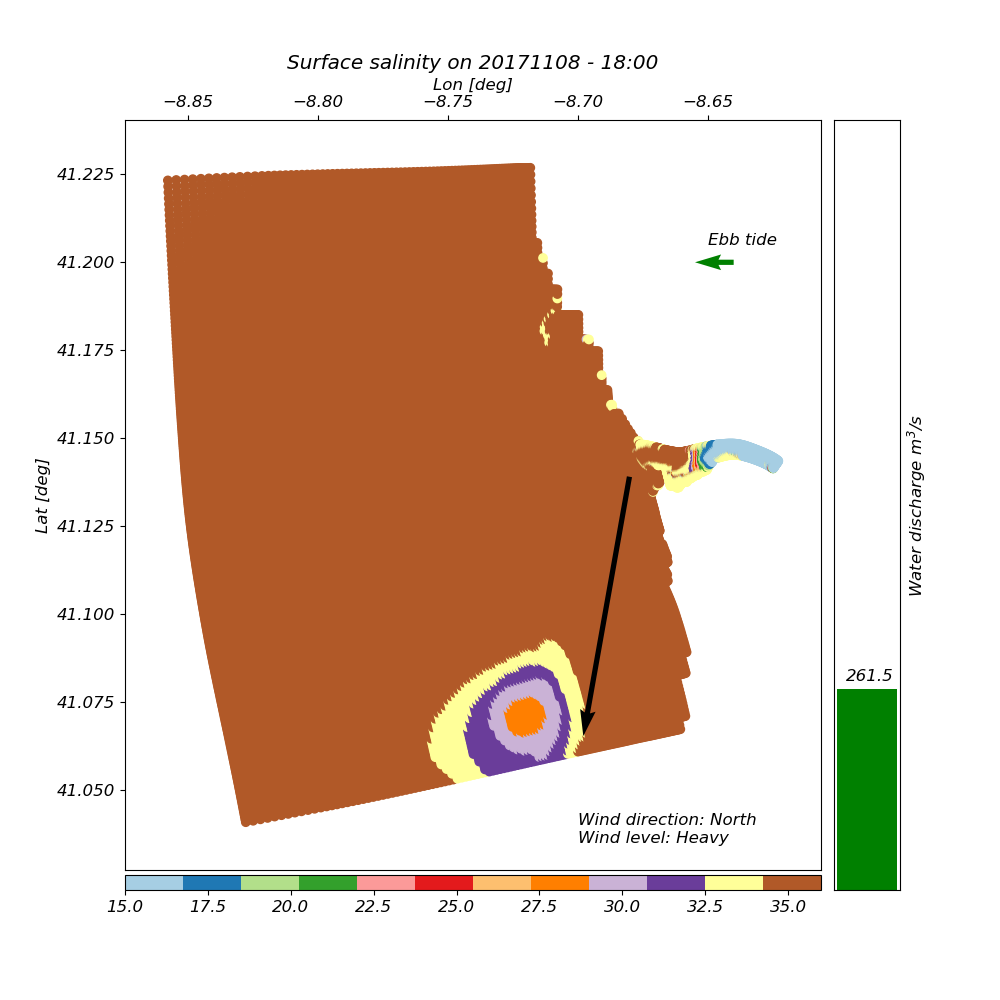 Surface salinity on 20171108 - 18:00
Lon [deg]
−8.85 −8.80 −8.75 −8.70 −8.65
41.225
41.200
41.175
41.150
41.125
41.100
41.075
41.050
Lat [deg]
Ebb tide
Wind direction: North
Wind level: Heavy
15.0 17.5 20.0 22.5 25.0 27.5 30.0 32.5 35.0
261.5
Water discharge m³/s